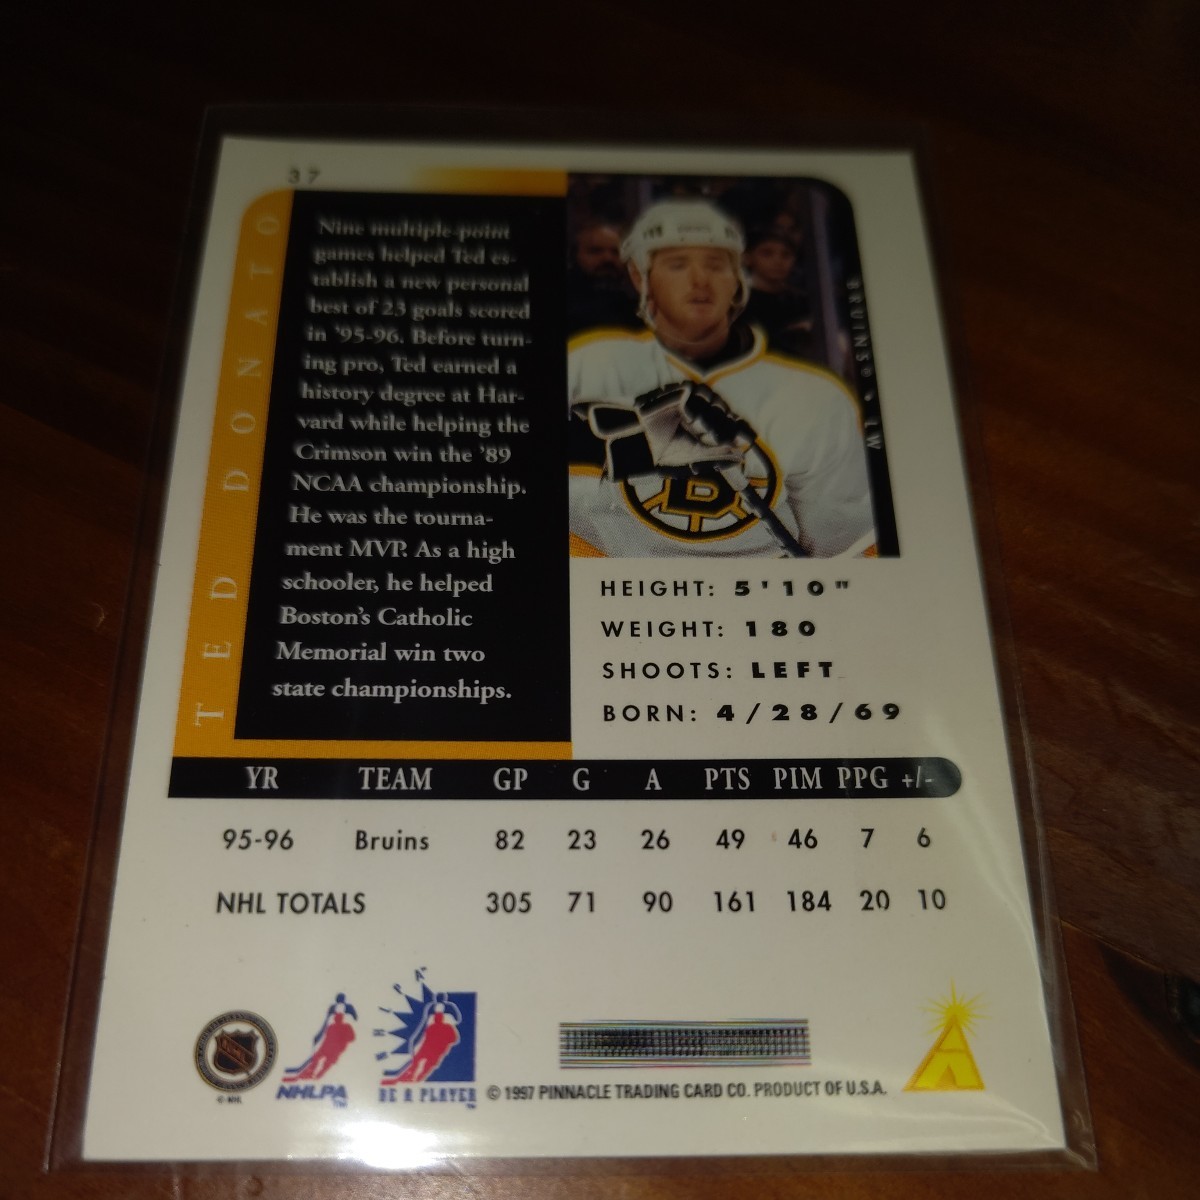 37
TED DONATO
Nine multiple-point
games helped Ted es-
tablish a new personal
best of 23 goals scored
in '95-96. Before turn-
ing pro, Ted earned a
history degree at Har-
vard while helping the
Crimson win the '89
NCAA championship.
He was the tourna-
ment MVP. As a high
schooler, he helped
Boston's Catholic
Memorial win two
state championships.
BRUINS® • LW
B
HEIGHT: 5'10"
WEIGHT: 180
SHOOTS: LEFT
BORN: 4/28/69
YR TEAM GP G A PTS PIM PPG +/-
95-96 Bruins 82 23 26 49 46 7 6
NHL TOTALS 305 71 90 161 184 20 10
NHL
© NHL
NHLPA™
NHLPA
BE A PLAYER™
© 1997 PINNACLE TRADING CARD CO. PRODUCT OF U.S.A.